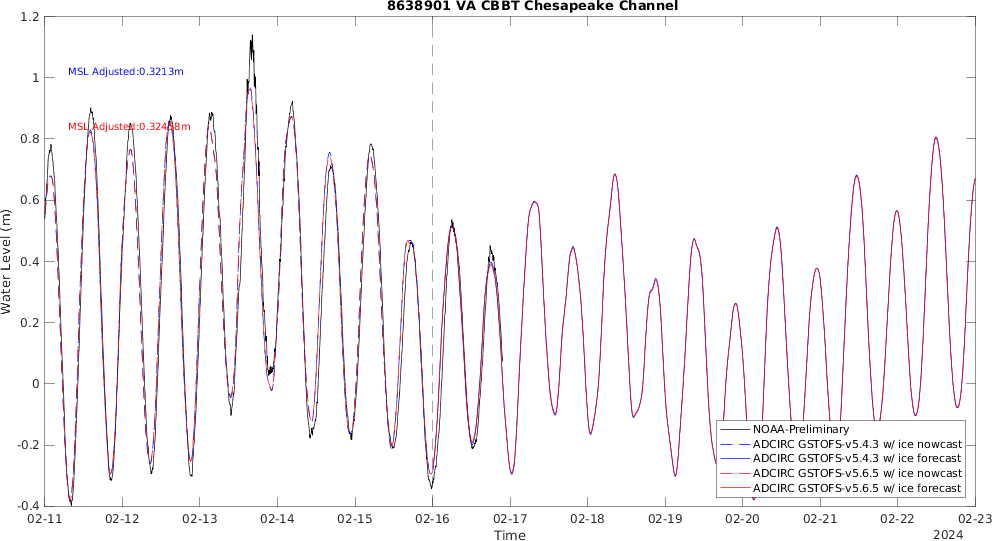 8638901 VA CBBT Chesapeake Channel
1.2
1
0.8
0.6
0.4
0.2
0
-0.2
-0.4
Water Level (m)
MSL Adjusted:0.3213m
MSL Adjusted:0.32458m
NOAA-Preliminary
ADCIRC GSTOFS-v5.4.3 w/ ice nowcast
ADCIRC GSTOFS-v5.4.3 w/ ice forecast
ADCIRC GSTOFS-v5.6.5 w/ ice nowcast
ADCIRC GSTOFS-v5.6.5 w/ ice forecast
02-11 02-12 02-13 02-14 02-15 02-16 02-17 02-18 02-19 02-20 02-21 02-22 02-23
Time
2024